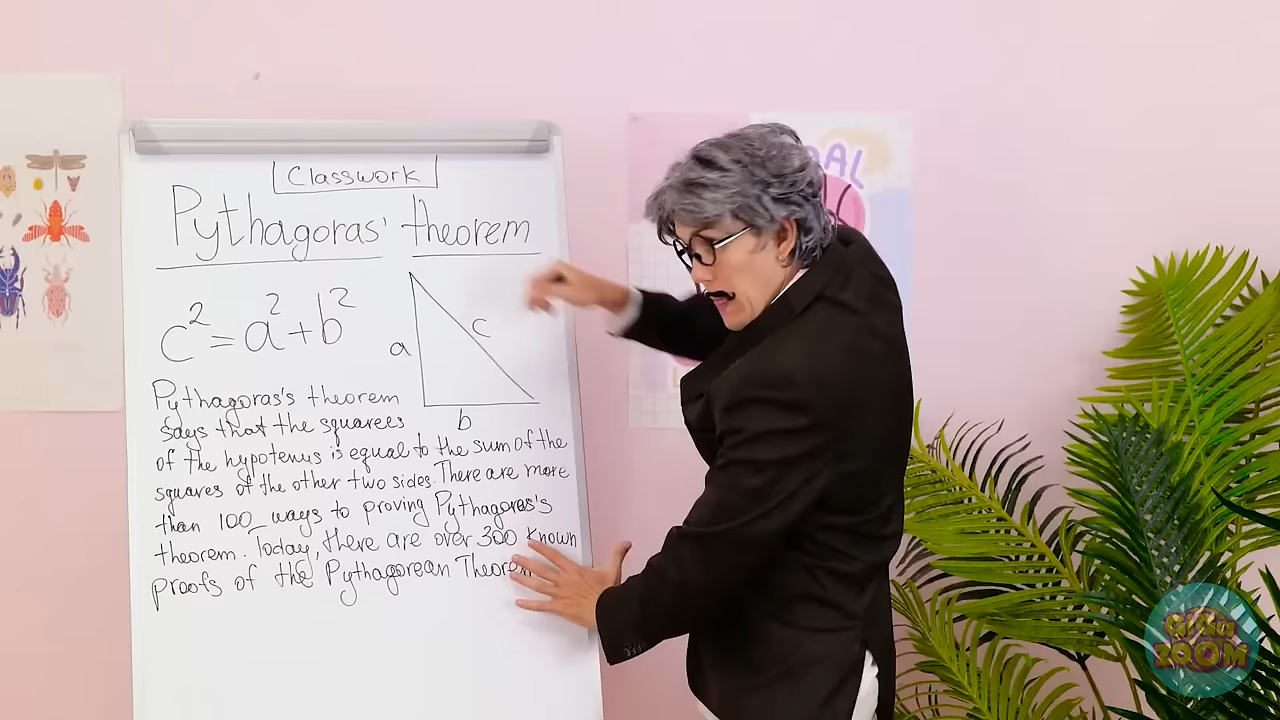 Classwork
Pythagoras' theorem
c² = a² + b²
a
c
b
Pythagoras's theorem
says that the squarees
of the hypotenus is equal to the sum of the
squares of the other two sides. There are more
than 100 ways to proving Pythagoras's
theorem. Today, there are over 300 known
proofs of the Pythagorean Theorem
ZOOM